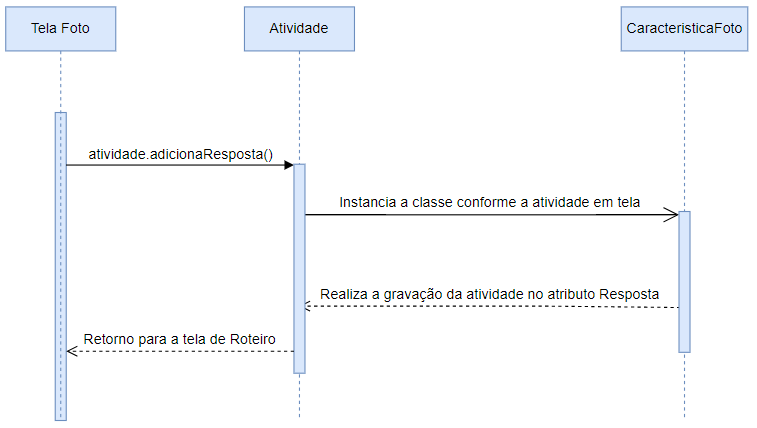 Tela Foto
Atividade
CaracteristicaFoto
atividade.adicionaResposta()
Instancia a classe conforme a atividade em tela
Realiza a gravação da atividade no atributo Resposta
Retorno para a tela de Roteiro